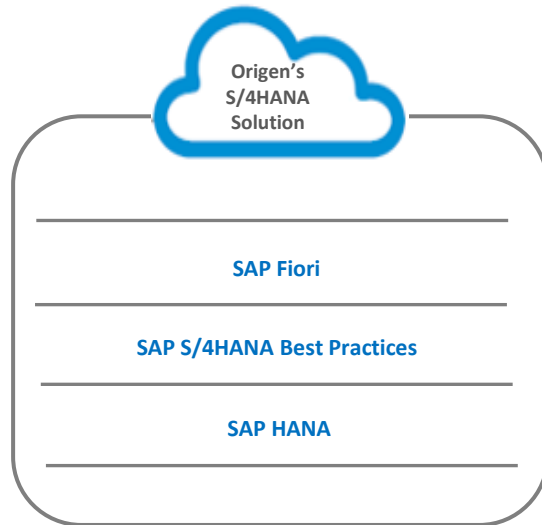 Origen's
S/4HANA
Solution
SAP Fiori
SAP S/4HANA Best Practices
SAP HANA